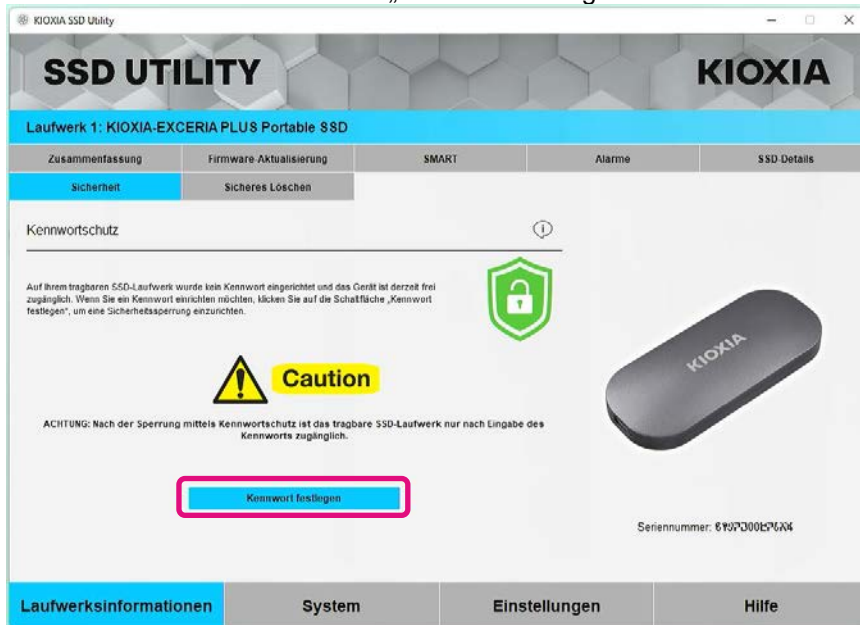 KIOXIA SSD Utility
SSD UTILITY
KIOXIA
Laufwerk 1: KIOXIA-EXCERIA PLUS Portable SSD
Zusammenfassung Firmware-Aktualisierung SMART Alarme SSD-Details
Sicherheit Sicheres Löschen
Kennwortschutz
Auf Ihrem tragbaren SSD-Laufwerk wurde kein Kennwort eingerichtet und das Gerät ist derzeit frei
zugänglich. Wenn Sie ein Kennwort einrichten möchten, klicken Sie auf die Schaltfläche „Kennwort
festlegen“, um eine Sicherheitssperrung einzurichten.
Caution
ACHTUNG: Nach der Sperrung mittels Kennwortschutz ist das tragbare SSD-Laufwerk nur nach Eingabe des
Kennworts zugänglich.
KIOXIA
Kennwort festlegen
Seriennummer:
Laufwerksinformationen System Einstellungen Hilfe